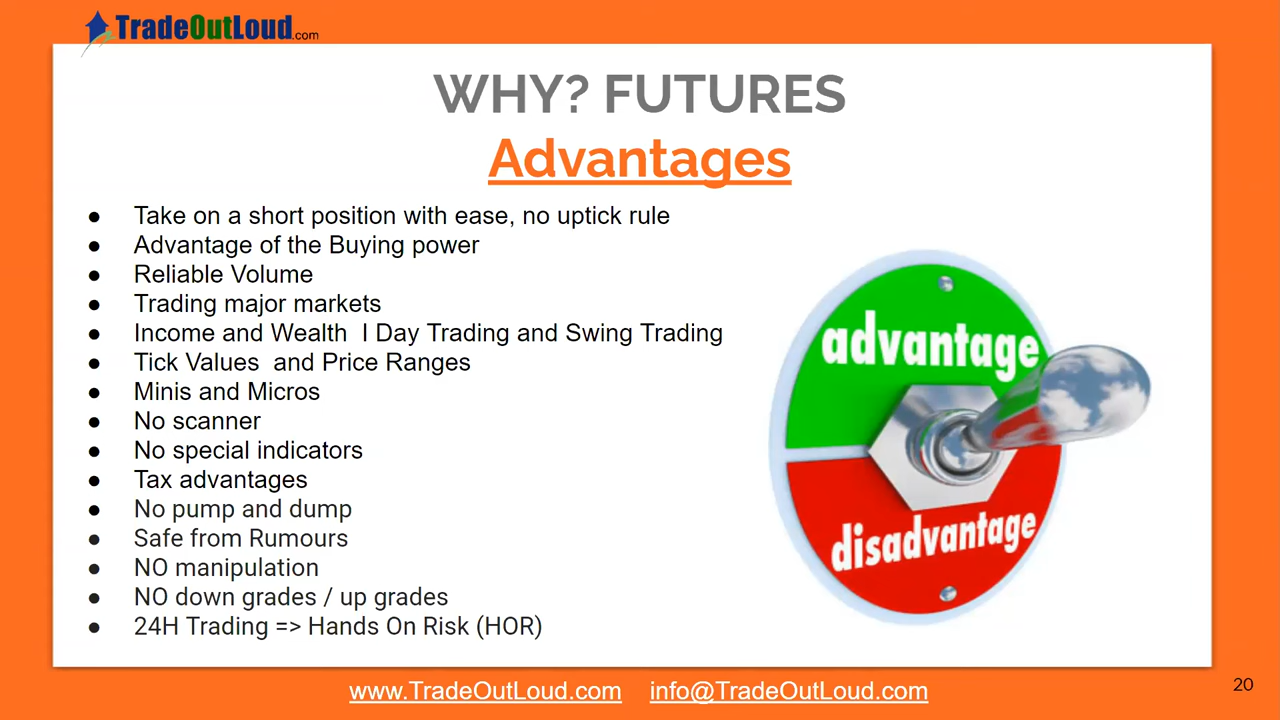 TradeOutLoud.com
WHY? FUTURES
Advantages
● Take on a short position with ease, no uptick rule
● Advantage of the Buying power
● Reliable Volume
● Trading major markets
● Income and Wealth  I Day Trading and Swing Trading
● Tick Values  and Price Ranges
● Minis and Micros
● No scanner
● No special indicators
● Tax advantages
● No pump and dump
● Safe from Rumours
● NO manipulation
● NO down grades / up grades
● 24H Trading => Hands On Risk (HOR)
advantage
disadvantage
www.TradeOutLoud.com info@TradeOutLoud.com
20